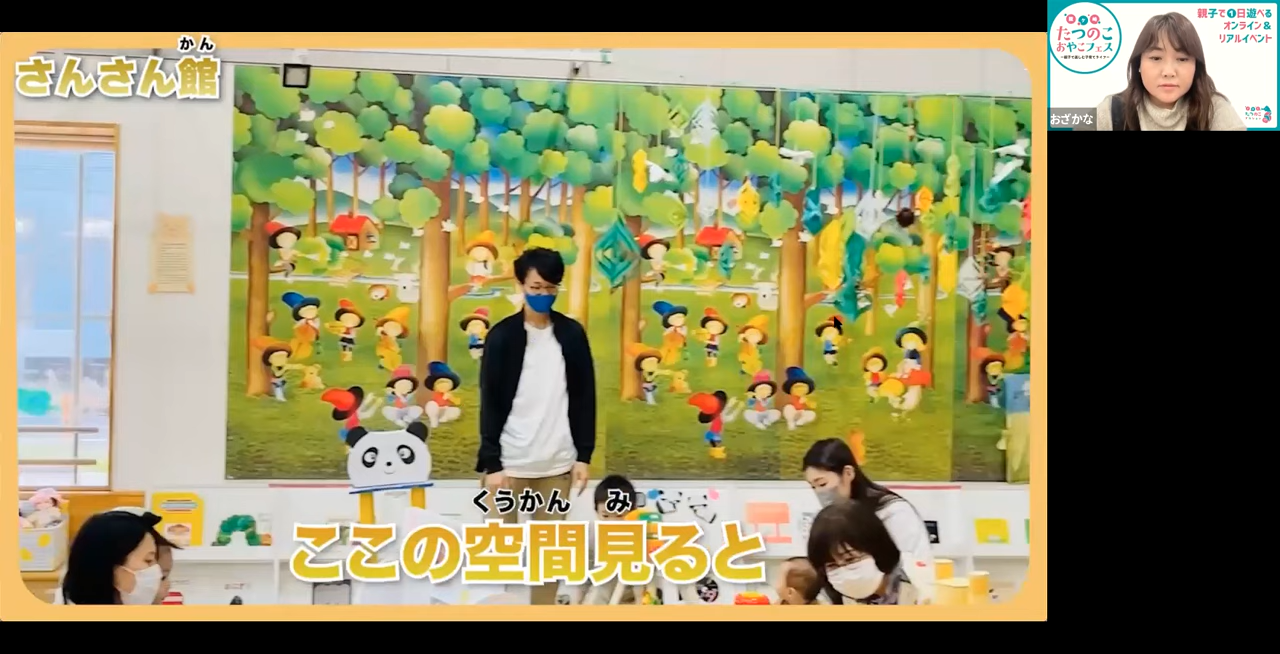 かん
さんさん館
くうかん み
ここの空間見ると
たつのこ
おやこフェス
親子で1日遊べる
オンライン&
リアルイベント
おざかな